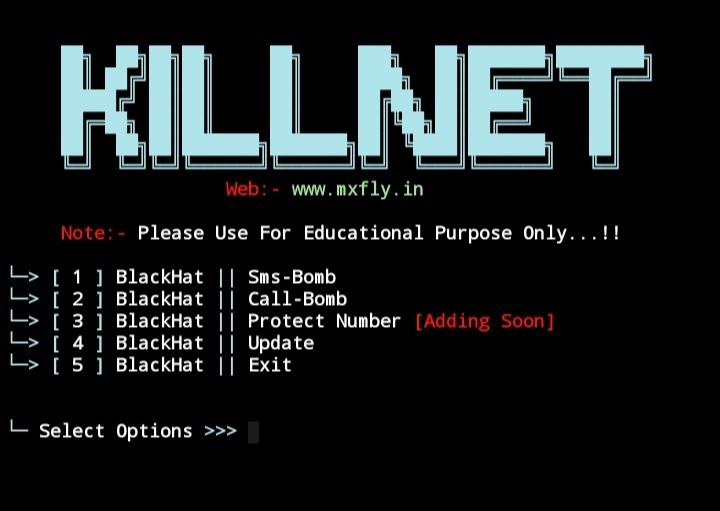 KILLNET
Web:- www.mxfly.in
Note:- Please Use For Educational Purpose Only...!!
└─> [ 1 ] BlackHat || Sms-Bomb
└─> [ 2 ] BlackHat || Call-Bomb
└─> [ 3 ] BlackHat || Protect Number [Adding Soon]
└─> [ 4 ] BlackHat || Update
└─> [ 5 ] BlackHat || Exit
└─ Select Options >>>